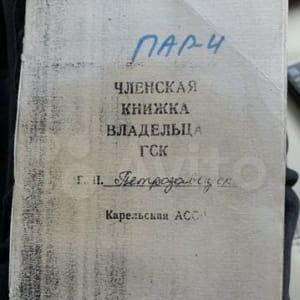 ПАР-4
ЧЛЕНСКАЯ
КНИЖКА
ВЛАДЕЛЬЦА
ГСК
Петрозаводск
Карельская АССР